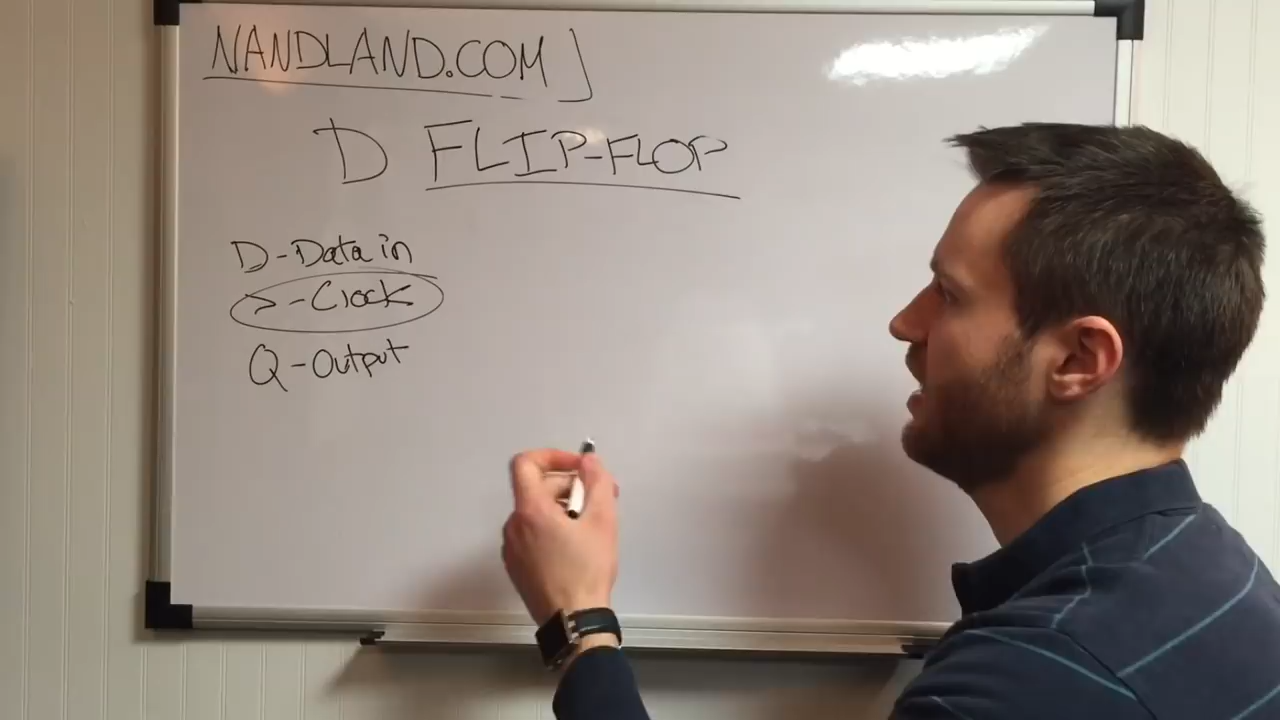 NANDLAND.COM
D FLIP-FLOP
D - Data in
> - Clock
Q - Output